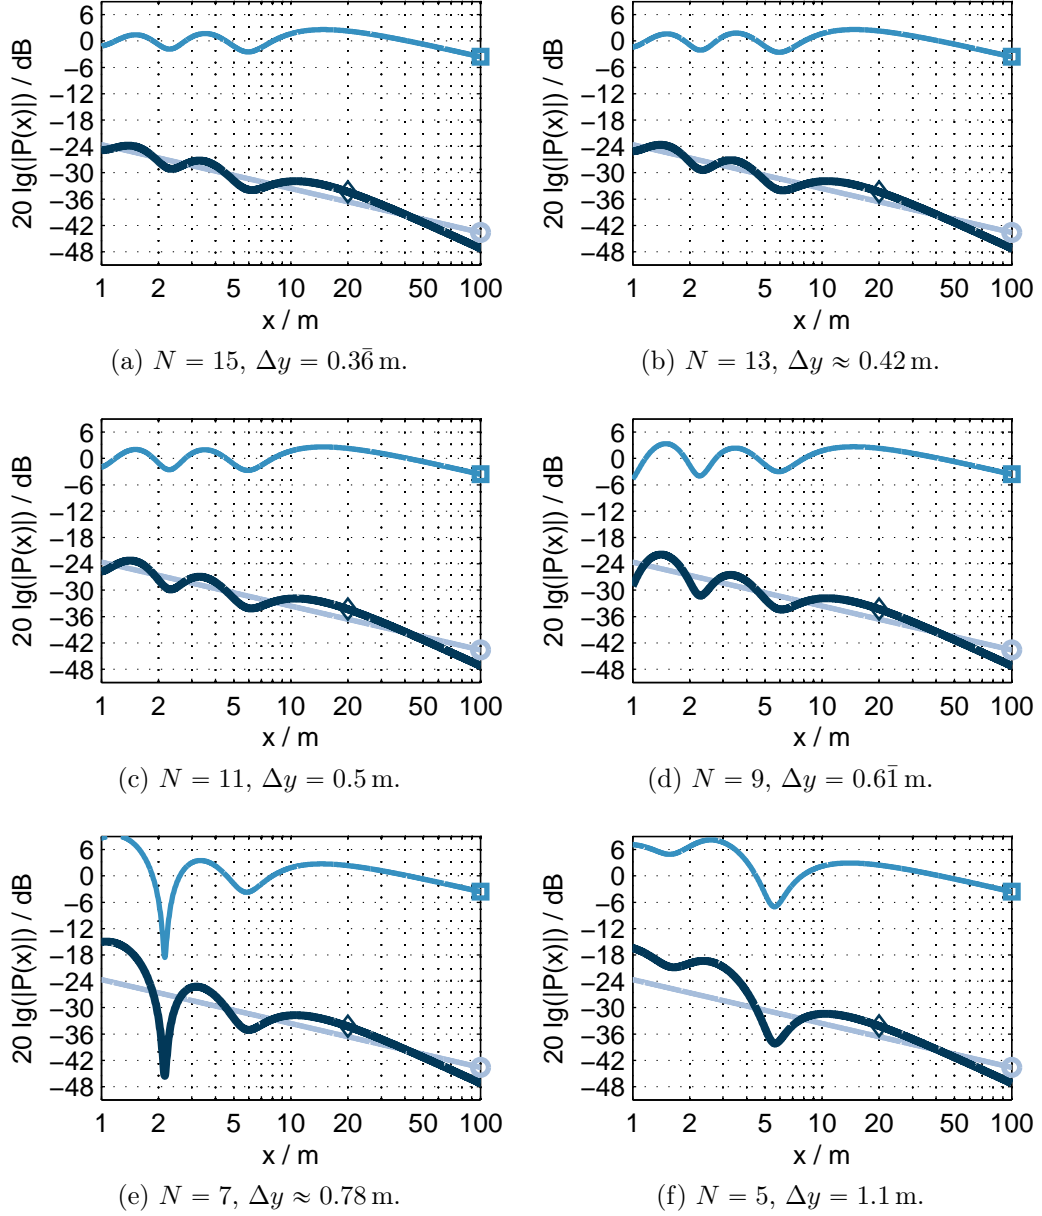 20 lg(|P(x)|) / dB
6
0
−6
−12
−18
−24
−30
−36
−42
−48
1 2 5 10 20 50 100
x / m
(a) N = 15, Δy = 0.36̄ m.
20 lg(|P(x)|) / dB
6
0
−6
−12
−18
−24
−30
−36
−42
−48
1 2 5 10 20 50 100
x / m
(b) N = 13, Δy ≈ 0.42 m.
20 lg(|P(x)|) / dB
6
0
−6
−12
−18
−24
−30
−36
−42
−48
1 2 5 10 20 50 100
x / m
(c) N = 11, Δy = 0.5 m.
20 lg(|P(x)|) / dB
6
0
−6
−12
−18
−24
−30
−36
−42
−48
1 2 5 10 20 50 100
x / m
(d) N = 9, Δy = 0.61̄ m.
20 lg(|P(x)|) / dB
6
0
−6
−12
−18
−24
−30
−36
−42
−48
1 2 5 10 20 50 100
x / m
(e) N = 7, Δy ≈ 0.78 m.
20 lg(|P(x)|) / dB
6
0
−6
−12
−18
−24
−30
−36
−42
−48
1 2 5 10 20 50 100
x / m
(f) N = 5, Δy = 1.1 m.